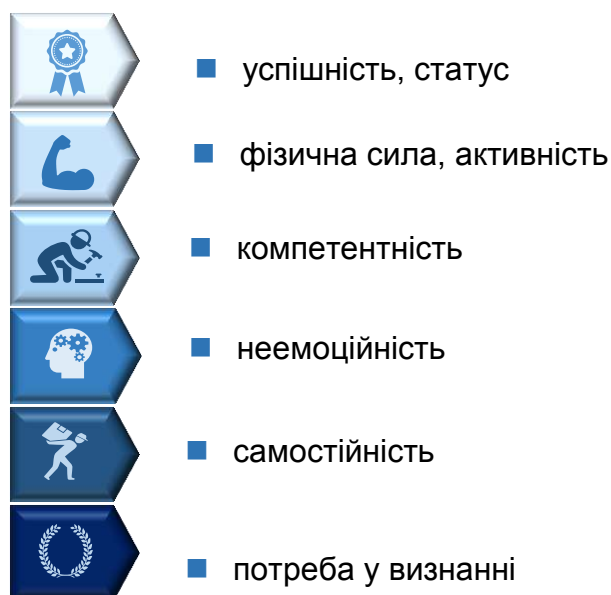 успішність, статус
фізична сила, активність
компетентність
неемоційність
самостійність
потреба у визнанні